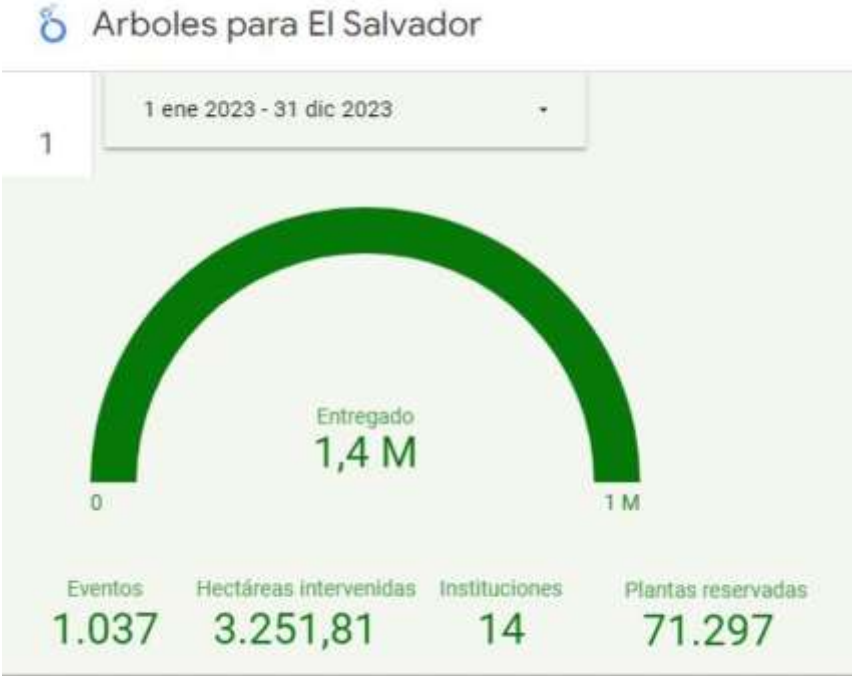 Arboles para El Salvador
1 ene 2023 - 31 dic 2023
1
Entregado
1,4 M
0 1 M
Eventos Hectáreas intervenidas Instituciones Plantas reservadas
1.037 3.251,81 14 71.297